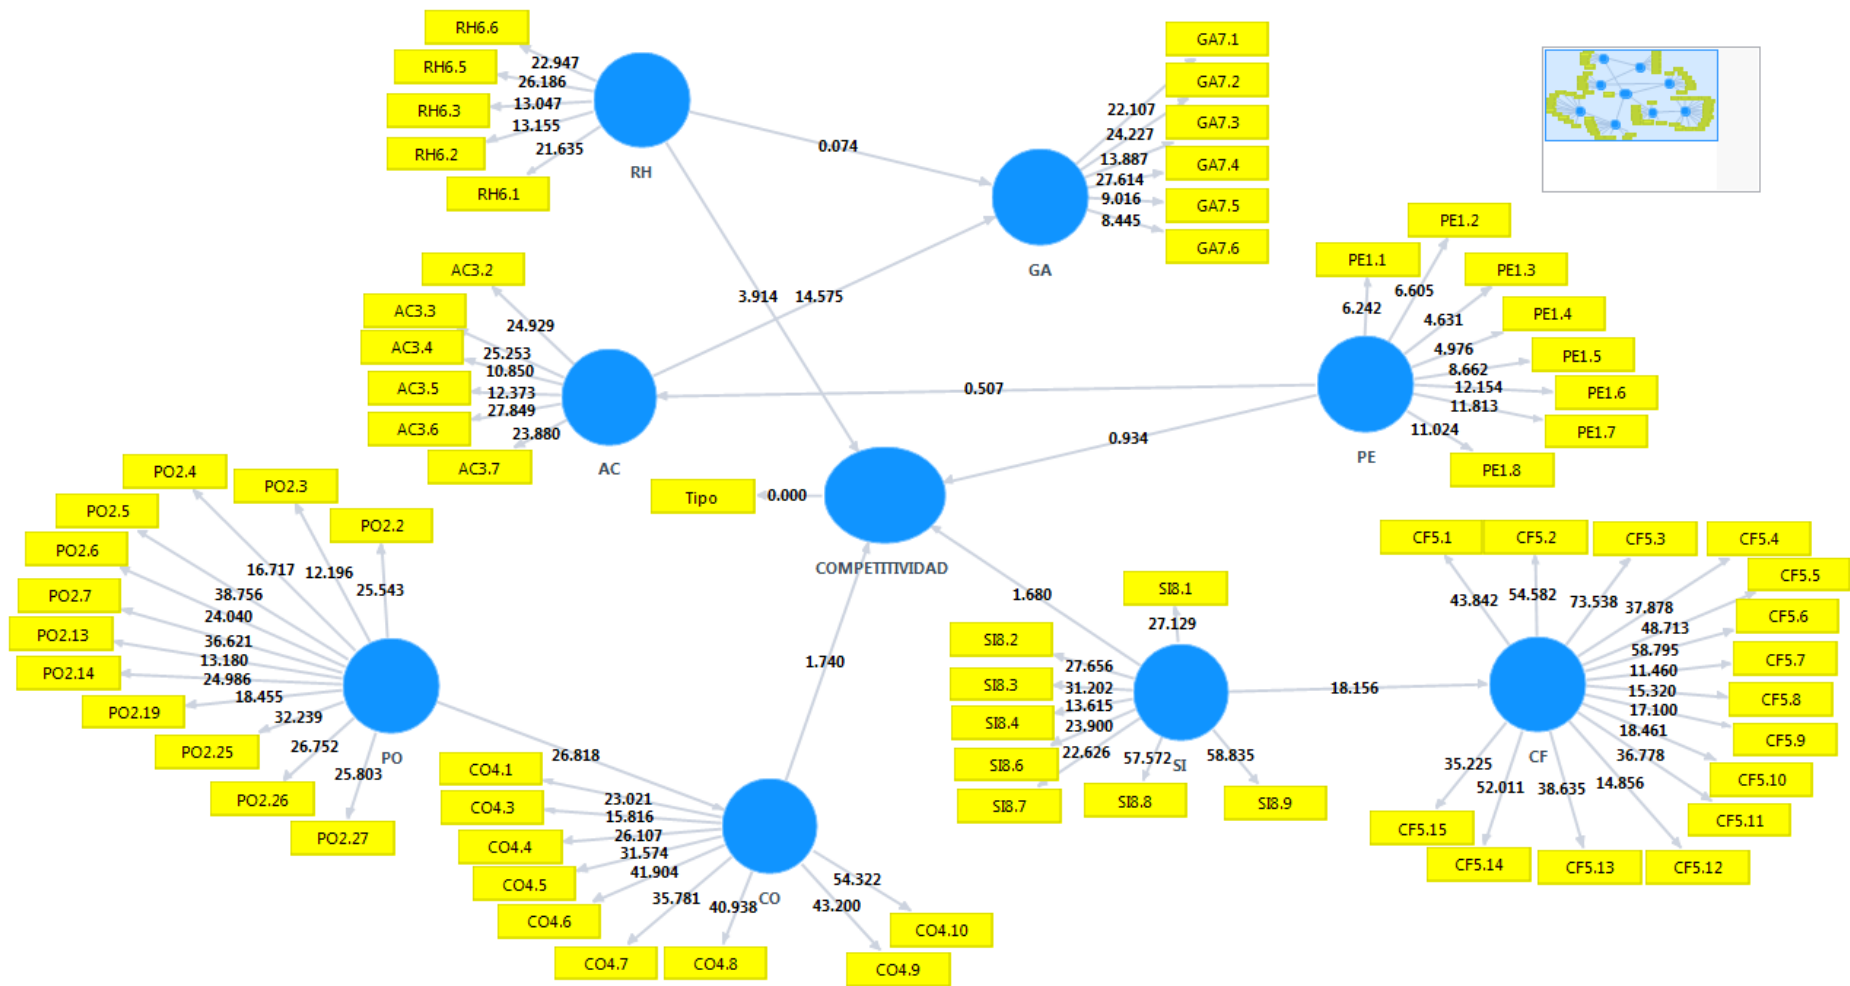 RH6.6
RH6.5
RH6.3
RH6.2
RH6.1
22.947
26.186
13.047
13.155
21.635
RH
0.074
3.914
GA7.1
GA7.2
GA7.3
GA7.4
GA7.5
GA7.6
22.107
24.227
13.887
27.614
9.016
8.445
GA
14.575
AC3.2
AC3.3
AC3.4
AC3.5
AC3.6
AC3.7
24.929
25.253
10.850
12.373
27.849
23.880
AC
0.507
PE1.1
PE1.2
PE1.3
PE1.4
PE1.5
PE1.6
PE1.7
PE1.8
6.242
6.605
4.631
4.976
8.662
12.154
11.813
11.024
PE
0.934
Tipo
0.000
COMPETITIVIDAD
PO2.4
PO2.3
PO2.2
PO2.5
PO2.6
PO2.7
PO2.13
PO2.14
PO2.19
PO2.25
PO2.26
PO2.27
16.717
12.196
25.543
38.756
24.040
36.621
13.180
24.986
18.455
32.239
26.752
25.803
PO
26.818
1.740
CO4.1
CO4.3
CO4.4
CO4.5
CO4.6
CO4.7
CO4.8
CO4.9
CO4.10
23.021
15.816
26.107
31.574
41.904
35.781
40.938
43.200
54.322
CO
1.680
SI8.1
SI8.2
SI8.3
SI8.4
SI8.6
SI8.7
SI8.8
SI8.9
27.129
27.656
31.202
13.615
23.900
22.626
57.572
58.835
SI
18.156
CF5.1
CF5.2
CF5.3
CF5.4
CF5.5
CF5.6
CF5.7
CF5.8
CF5.9
CF5.10
CF5.11
CF5.12
CF5.13
CF5.14
CF5.15
43.842
54.582
73.538
37.878
48.713
58.795
11.460
15.320
17.100
18.461
36.778
14.856
38.635
52.011
35.225
CF